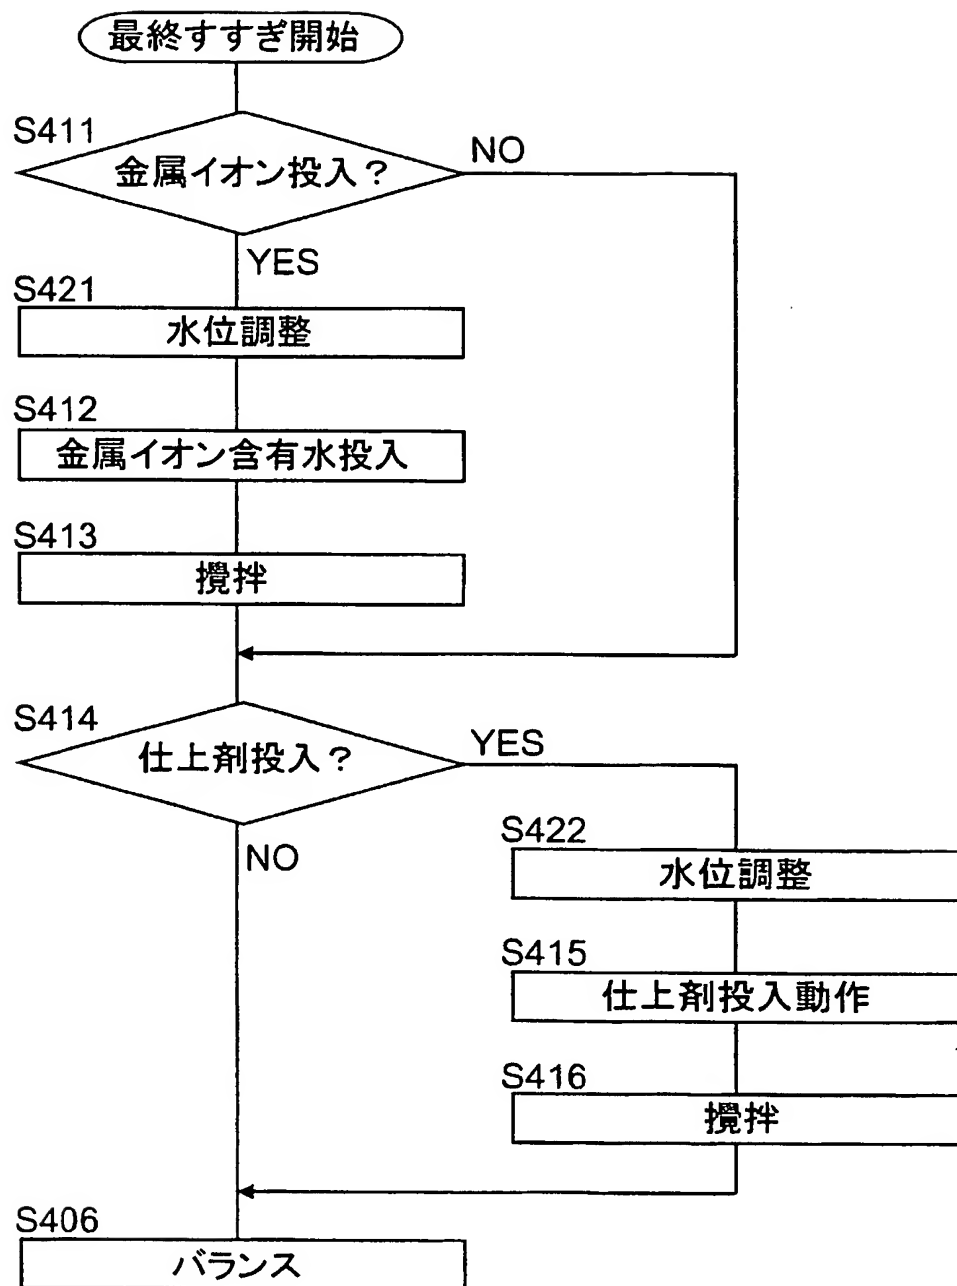 最終すすぎ開始
S411
金属イオン投入？
NO
YES
S421
水位調整
S412
金属イオン含有水投入
S413
攪拌
S414
仕上剤投入？
YES
NO
S422
水位調整
S415
仕上剤投入動作
S416
攪拌
S406
バランス